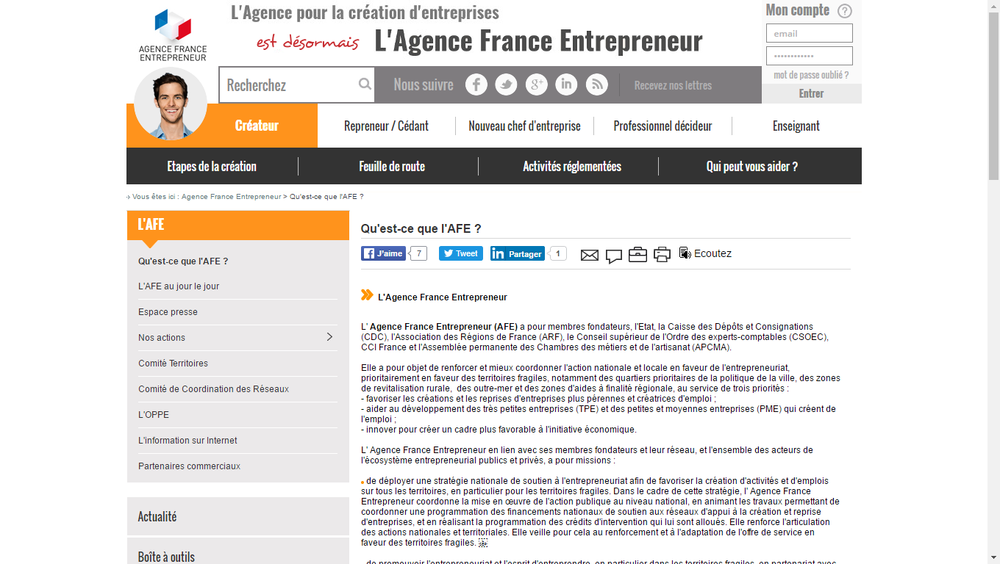 L'Agence pour la création d'entreprises
est désormais L'Agence France Entrepreneur
AGENCE FRANCE
ENTREPRENEUR
Mon compte ?
email
••••••••••••
mot de passe oublié ?
Entrer
Recherchez
Nous suivre
f
g+
in
Recevez nos lettres
Créateur
Repreneur / Cédant
Nouveau chef d'entreprise
Professionnel décideur
Enseignant
Etapes de la création
Feuille de route
Activités réglementées
Qui peut vous aider ?
Vous êtes ici : Agence France Entrepreneur > Qu'est-ce que l'AFE ?
L'AFE
Qu'est-ce que l'AFE ?
L'AFE au jour le jour
Espace presse
Nos actions
Comité Territoires
Comité de Coordination des Réseaux
L'OPPE
L'information sur Internet
Partenaires commerciaux
Actualité
Boîte à outils
Qu'est-ce que l'AFE ?
f J'aime 7
Tweet
in Partager 1
Ecoutez
L'Agence France Entrepreneur
L' Agence France Entrepreneur (AFE) a pour membres fondateurs, l'Etat, la Caisse des Dépôts et Consignations
(CDC), l'Association des Régions de France (ARF), le Conseil supérieur de l'Ordre des experts-comptables (CSOEC),
CCI France et l'Assemblée permanente des Chambres des métiers et de l'artisanat (APCMA).
Elle a pour objet de renforcer et mieux coordonner l'action nationale et locale en faveur de l'entrepreneuriat,
prioritairement en faveur des territoires fragiles, notamment des quartiers prioritaires de la politique de la ville, des zones
de revitalisation rurale, des outre-mer et des zones d'aides à finalité régionale, au service de trois priorités :
- favoriser les créations et les reprises d'entreprises plus pérennes et créatrices d'emploi ;
- aider au développement des très petites entreprises (TPE) et des petites et moyennes entreprises (PME) qui créent de
l'emploi ;
- innover pour créer un cadre plus favorable à l'initiative économique.
L' Agence France Entrepreneur en lien avec ses membres fondateurs et leur réseau, et l'ensemble des acteurs de
l'écosystème entrepreneurial publics et privés, a pour missions :
de déployer une stratégie nationale de soutien à l'entrepreneuriat afin de favoriser la création d'activités et d'emplois
sur tous les territoires, en particulier pour les territoires fragiles. Dans le cadre de cette stratégie, l' Agence France
Entrepreneur coordonne la mise en œuvre de l'action publique au niveau national, en animant les travaux permettant de
coordonner une programmation des financements nationaux de soutien aux réseaux d'appui à la création et reprise
d'entreprises, et en réalisant la programmation des crédits d'intervention qui lui sont alloués. Elle renforce l'articulation
des actions nationales et territoriales. Elle veille pour cela au renforcement et à l'adaptation de l'offre de service en
faveur des territoires fragiles.
de promouvoir l'entrepreneuriat et l'esprit d'entreprendre, en particulier dans les territoires fragiles, en partenariat avec